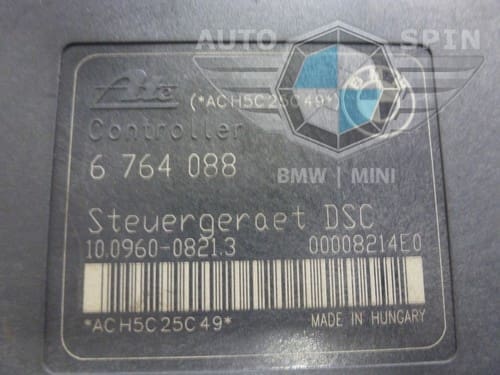 AUTO SPIN
Ate (*ACH5C25C49*)
Controller
BMW | MINI
6 764 088
Steuergeraet DSC
10.0960-0821.3 00008214E0
*ACH5C25C49*
MADE IN HUNGARY